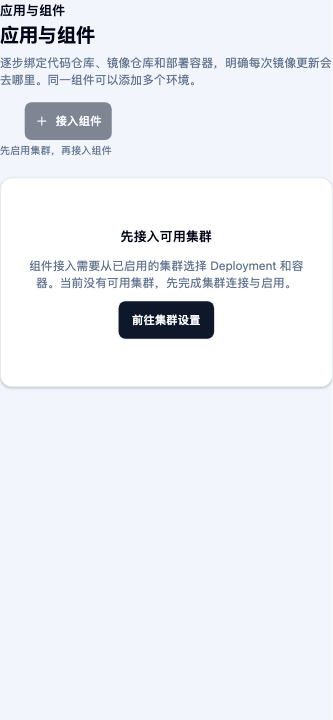 应用与组件
应用与组件
逐步绑定代码仓库、镜像仓库和部署容器，明确每次镜像更新会
去哪里。同一组件可以添加多个环境。
+ 接入组件
先启用集群，再接入组件
先接入可用集群
组件接入需要从已启用的集群选择 Deployment 和容
器。当前没有可用集群，先完成集群连接与启用。
前往集群设置